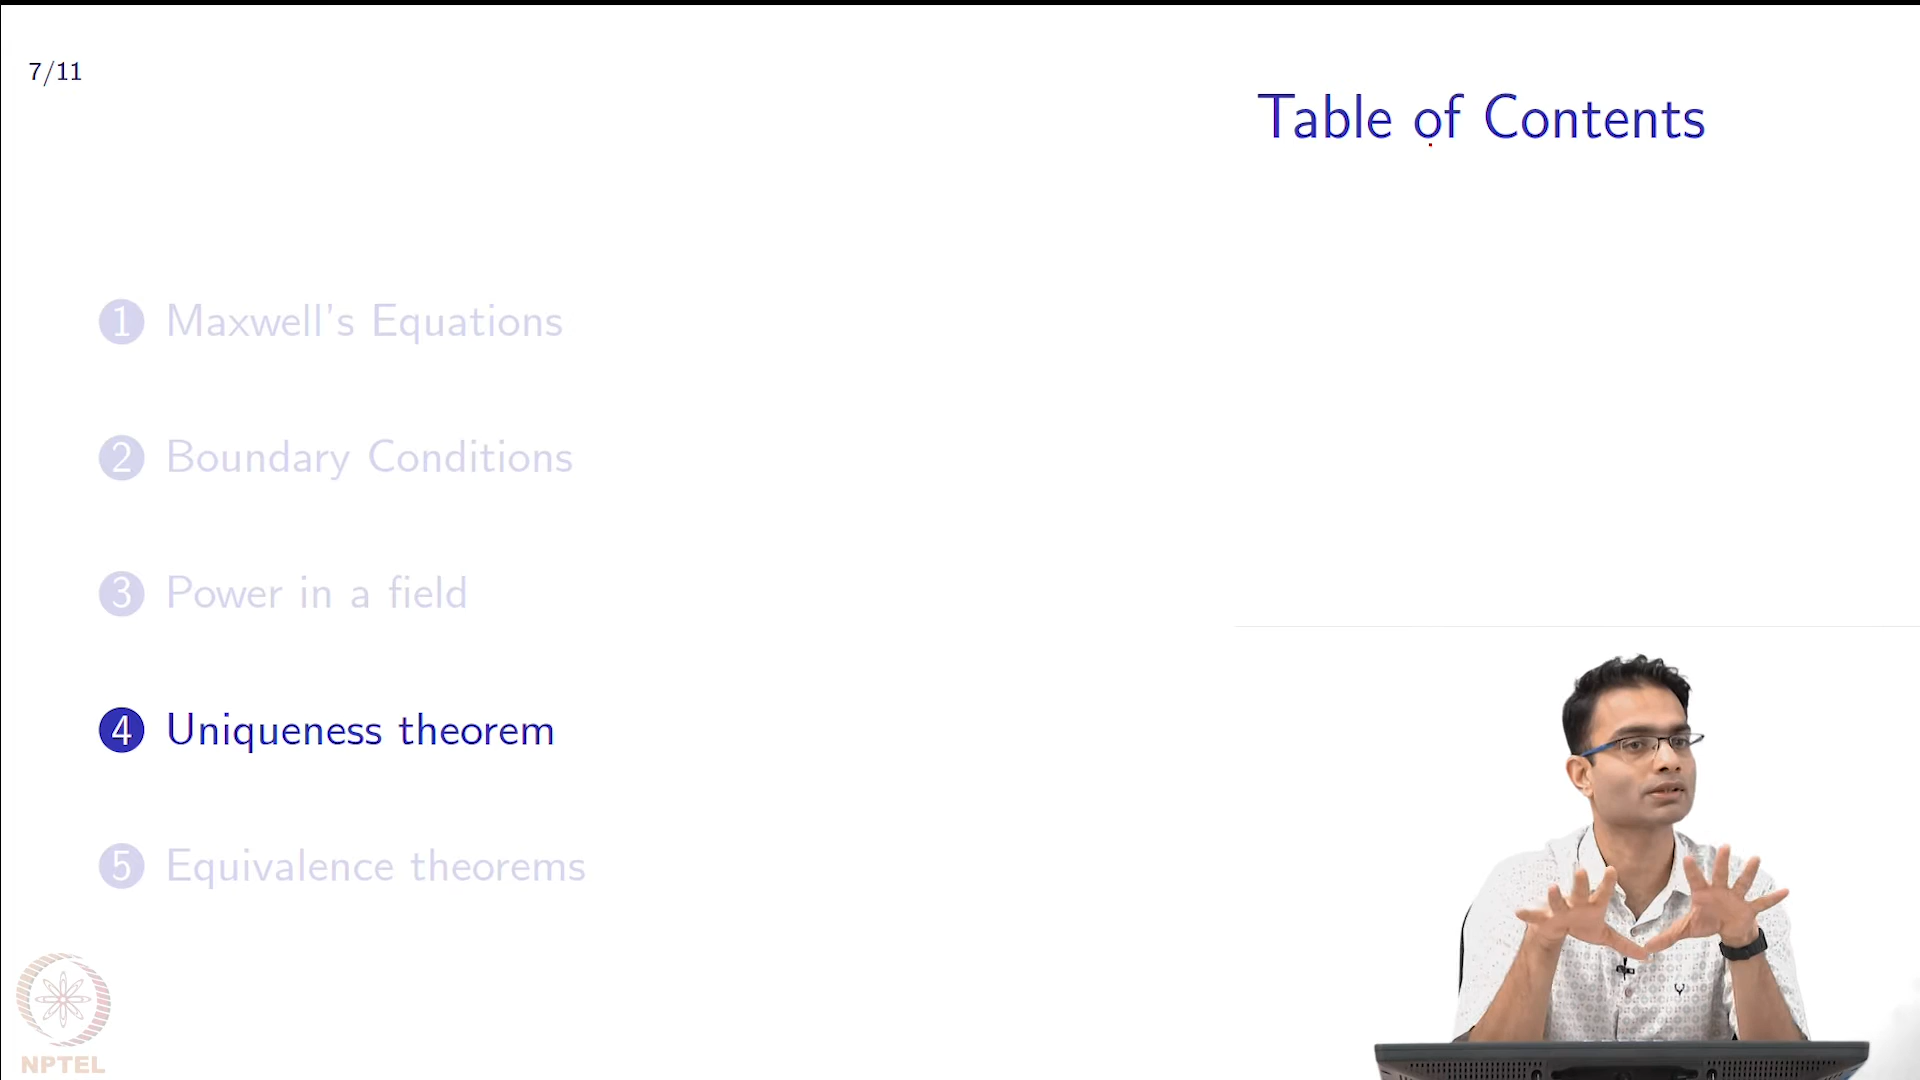 7/11
Table of Contents
1 Maxwell's Equations
2 Boundary Conditions
3 Power in a field
4 Uniqueness theorem
5 Equivalence theorems
NPTEL